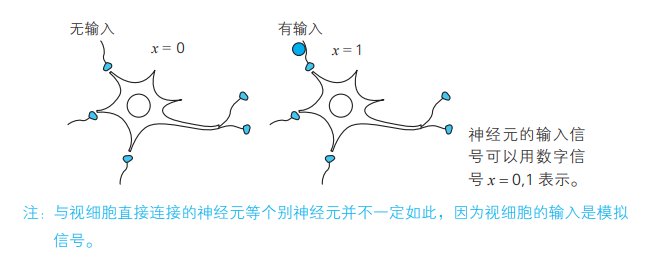 无输入
x = 0
有输入
x = 1
神经元的输入信
号可以用数字信
号 x = 0,1 表示。
注：与视细胞直接连接的神经元等个别神经元并不一定如此，因为视细胞的输入是模拟
信号。